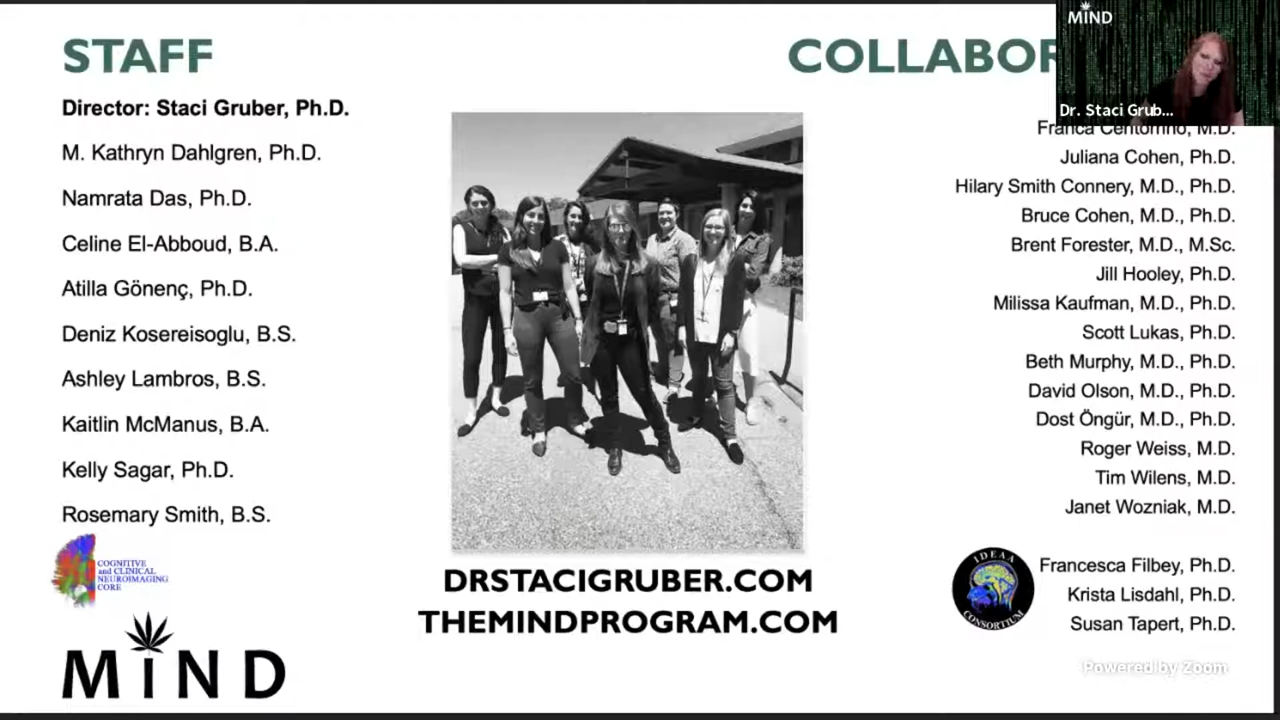 STAFF
Director: Staci Gruber, Ph.D.
M. Kathryn Dahlgren, Ph.D.
Namrata Das, Ph.D.
Celine El-Abboud, B.A.
Atilla Gönenç, Ph.D.
Deniz Kosereisoglu, B.S.
Ashley Lambros, B.S.
Kaitlin McManus, B.A.
Kelly Sagar, Ph.D.
Rosemary Smith, B.S.
COGNITIVE
and CLINICAL
NEUROIMAGING
CORE
MiND
DRSTACIGRUBER.COM
THEMINDPROGRAM.COM
COLLABOR
MIND
Dr. Staci Grub...
Franca Centorrino, M.D.
Juliana Cohen, Ph.D.
Hilary Smith Connery, M.D., Ph.D.
Bruce Cohen, M.D., Ph.D.
Brent Forester, M.D., M.Sc.
Jill Hooley, Ph.D.
Milissa Kaufman, M.D., Ph.D.
Scott Lukas, Ph.D.
Beth Murphy, M.D., Ph.D.
David Olson, M.D., Ph.D.
Dost Öngür, M.D., Ph.D.
Roger Weiss, M.D.
Tim Wilens, M.D.
Janet Wozniak, M.D.
IDEAA
CONSORTIUM
Francesca Filbey, Ph.D.
Krista Lisdahl, Ph.D.
Susan Tapert, Ph.D.
Powered by Zoom